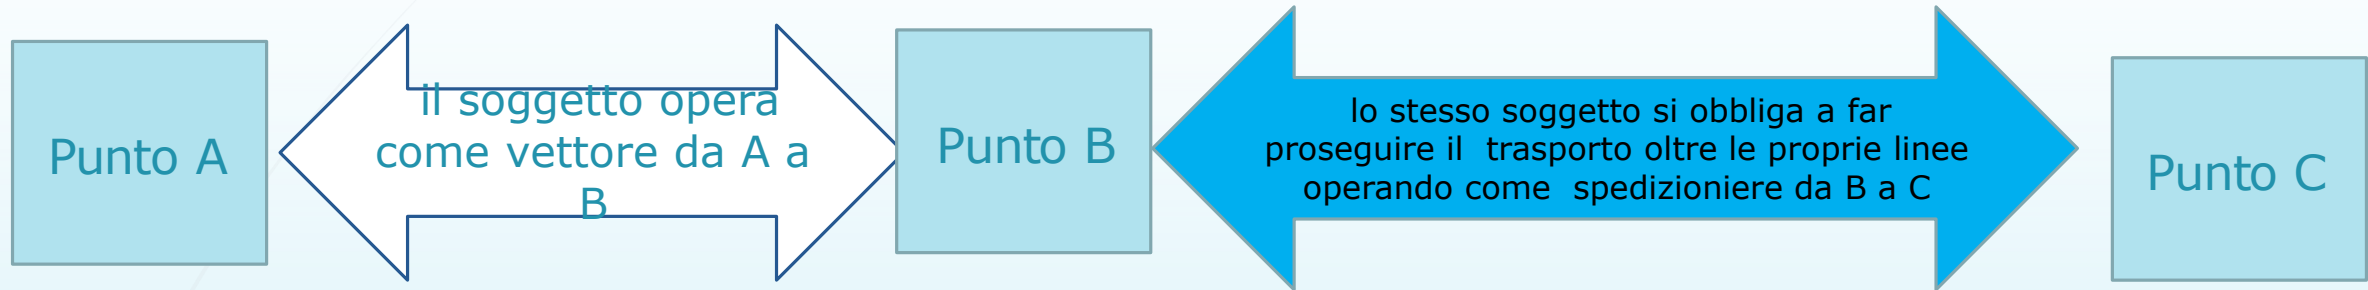 Punto A
il soggetto opera
come vettore da A a
B
Punto B
lo stesso soggetto si obbliga a far
proseguire il  trasporto oltre le proprie linee
operando come  spedizioniere da B a C
Punto C